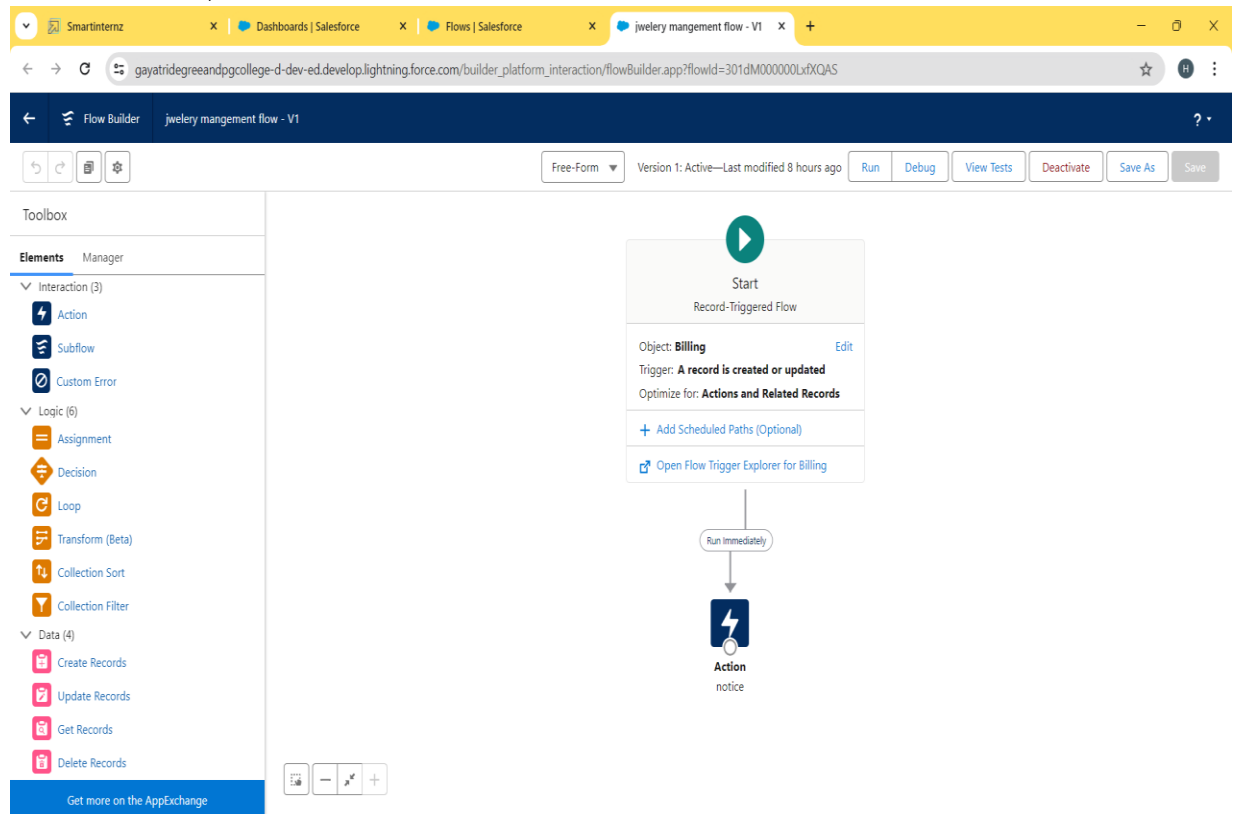 Smartinternz
Dashboards | Salesforce
Flows | Salesforce
jwelery mangement flow - V1
gayatridegreeandpgcollege-d-dev-ed.develop.lightning.force.com/builder_platform_interaction/flowBuilder.app?flowId=301dM000000LxfXQAS
H
Flow Builder jwelery mangement flow - V1
?
Free-Form Version 1: Active—Last modified 8 hours ago Run Debug View Tests Deactivate Save As Save
Toolbox
Elements Manager
Interaction (3)
Action
Subflow
Custom Error
Logic (6)
Assignment
Decision
Loop
Transform (Beta)
Collection Sort
Collection Filter
Data (4)
Create Records
Update Records
Get Records
Delete Records
Get more on the AppExchange
Start
Record-Triggered Flow
Object: Billing Edit
Trigger: A record is created or updated
Optimize for: Actions and Related Records
+ Add Scheduled Paths (Optional)
Open Flow Trigger Explorer for Billing
Run Immediately
Action
notice